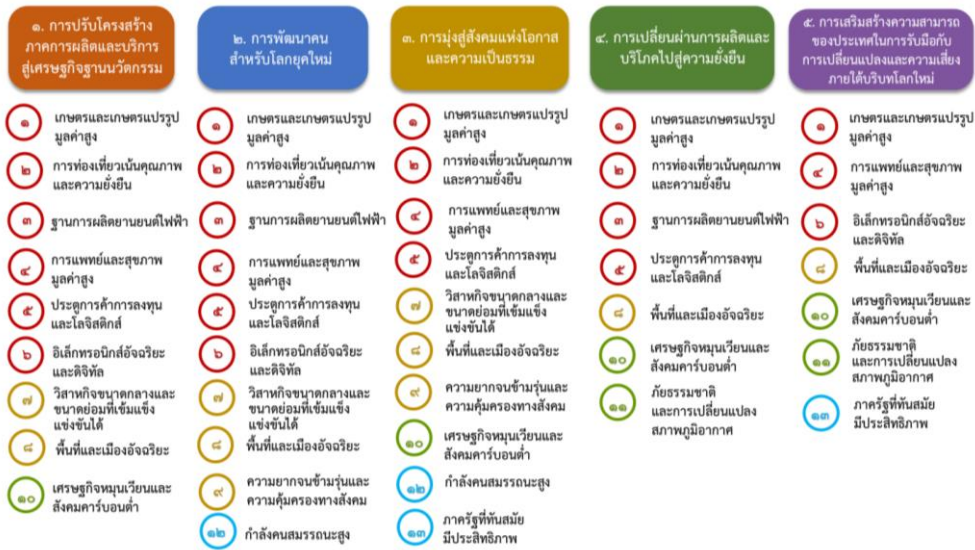 ๑. การปรับโครงสร้าง
ภาคการผลิตและบริการ
สู่เศรษฐกิจฐานนวัตกรรม
๑ เกษตรและเกษตรแปรรูป
มูลค่าสูง
๒ การท่องเที่ยวเน้นคุณภาพ
และความยั่งยืน
๓ ฐานการผลิตยานยนต์ไฟฟ้า
๔ การแพทย์และสุขภาพ
มูลค่าสูง
๕ ประตูการค้าการลงทุน
และโลจิสติกส์
๖ อิเล็กทรอนิกส์อัจฉริยะ
และดิจิทัล
๗ วิสาหกิจขนาดกลางและ
ขนาดย่อมที่เข้มแข็ง
แข่งขันได้
๘ พื้นที่และเมืองอัจฉริยะ
๑๐ เศรษฐกิจหมุนเวียนและ
สังคมคาร์บอนต่ำ
๒. การพัฒนาคน
สำหรับโลกยุคใหม่
๑ เกษตรและเกษตรแปรรูป
มูลค่าสูง
๒ การท่องเที่ยวเน้นคุณภาพ
และความยั่งยืน
๓ ฐานการผลิตยานยนต์ไฟฟ้า
๔ การแพทย์และสุขภาพ
มูลค่าสูง
๕ ประตูการค้าการลงทุน
และโลจิสติกส์
๖ อิเล็กทรอนิกส์อัจฉริยะ
และดิจิทัล
๗ วิสาหกิจขนาดกลางและ
ขนาดย่อมที่เข้มแข็ง
แข่งขันได้
๘ พื้นที่และเมืองอัจฉริยะ
๙ ความยากจนข้ามรุ่นและ
ความคุ้มครองทางสังคม
๑๒ กำลังคนสมรรถนะสูง
๓. การมุ่งสู่สังคมแห่งโอกาส
และความเป็นธรรม
๑ เกษตรและเกษตรแปรรูป
มูลค่าสูง
๒ การท่องเที่ยวเน้นคุณภาพ
และความยั่งยืน
๔ การแพทย์และสุขภาพ
มูลค่าสูง
๕ ประตูการค้าการลงทุน
และโลจิสติกส์
๗ วิสาหกิจขนาดกลางและ
ขนาดย่อมที่เข้มแข็ง
แข่งขันได้
๘ พื้นที่และเมืองอัจฉริยะ
๙ ความยากจนข้ามรุ่นและ
ความคุ้มครองทางสังคม
๑๐ เศรษฐกิจหมุนเวียนและ
สังคมคาร์บอนต่ำ
๑๒ กำลังคนสมรรถนะสูง
๑๓ ภาครัฐที่ทันสมัย
มีประสิทธิภาพ
๔. การเปลี่ยนผ่านการผลิตและ
บริโภคไปสู่ความยั่งยืน
๑ เกษตรและเกษตรแปรรูป
มูลค่าสูง
๒ การท่องเที่ยวเน้นคุณภาพ
และความยั่งยืน
๓ ฐานการผลิตยานยนต์ไฟฟ้า
๕ ประตูการค้าการลงทุน
และโลจิสติกส์
๘ พื้นที่และเมืองอัจฉริยะ
๑๐ เศรษฐกิจหมุนเวียนและ
สังคมคาร์บอนต่ำ
๑๑ ภัยธรรมชาติ
และการเปลี่ยนแปลง
สภาพภูมิอากาศ
๕. การเสริมสร้างความสามารถ
ของประเทศในการรับมือกับ
การเปลี่ยนแปลงและความเสี่ยง
ภายใต้บริบทโลกใหม่
๑ เกษตรและเกษตรแปรรูป
มูลค่าสูง
๔ การแพทย์และสุขภาพ
มูลค่าสูง
๖ อิเล็กทรอนิกส์อัจฉริยะ
และดิจิทัล
๘ พื้นที่และเมืองอัจฉริยะ
๑๐ เศรษฐกิจหมุนเวียนและ
สังคมคาร์บอนต่ำ
๑๑ ภัยธรรมชาติ
และการเปลี่ยนแปลง
สภาพภูมิอากาศ
๑๓ ภาครัฐที่ทันสมัย
มีประสิทธิภาพ